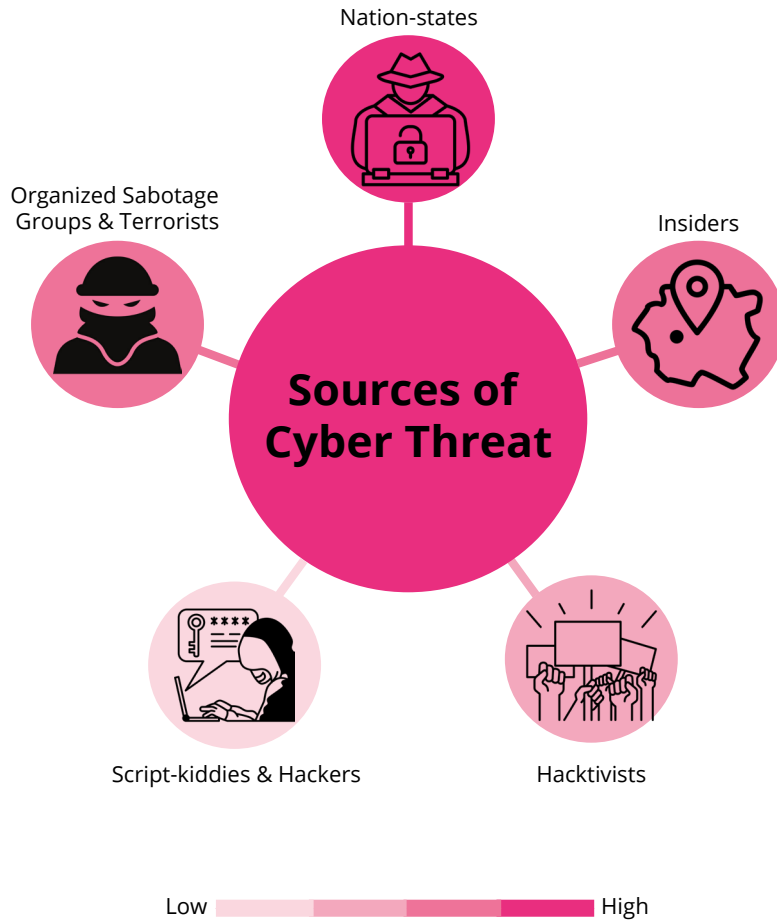 Nation-states
Organized Sabotage
Groups & Terrorists
Insiders
Sources of
Cyber Threat
****
Script-kiddies & Hackers
Hacktivists
Low
High